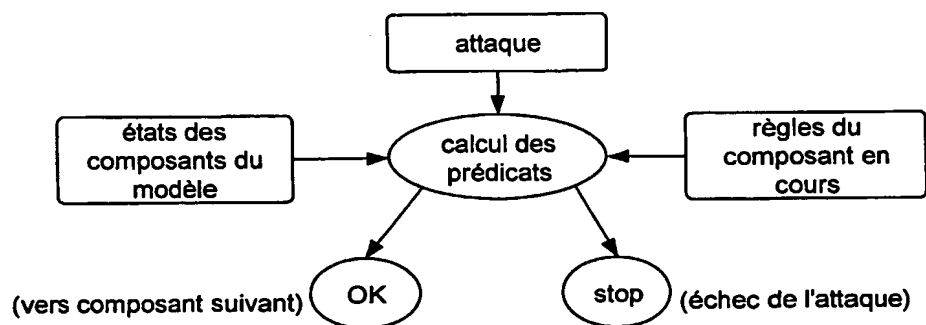 attaque
états des
composants du
modèle
calcul des
prédicats
règles du
composant en
cours
(vers composant suivant)
OK
stop
(échec de l'attaque)